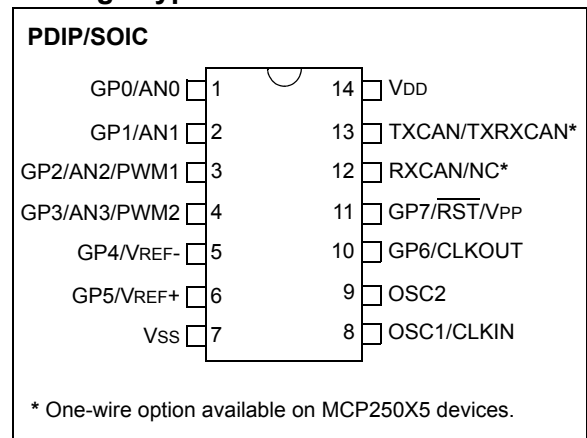 PDIP/SOIC
GP0/AN0 1 14 VDD
GP1/AN1 2 13 TXCAN/TXRXCAN*
GP2/AN2/PWM1 3 12 RXCAN/NC*
GP3/AN3/PWM2 4 11 GP7/RST/VPP
GP4/VREF- 5 10 GP6/CLKOUT
GP5/VREF+ 6 9 OSC2
VSS 7 8 OSC1/CLKIN
* One-wire option available on MCP250X5 devices.